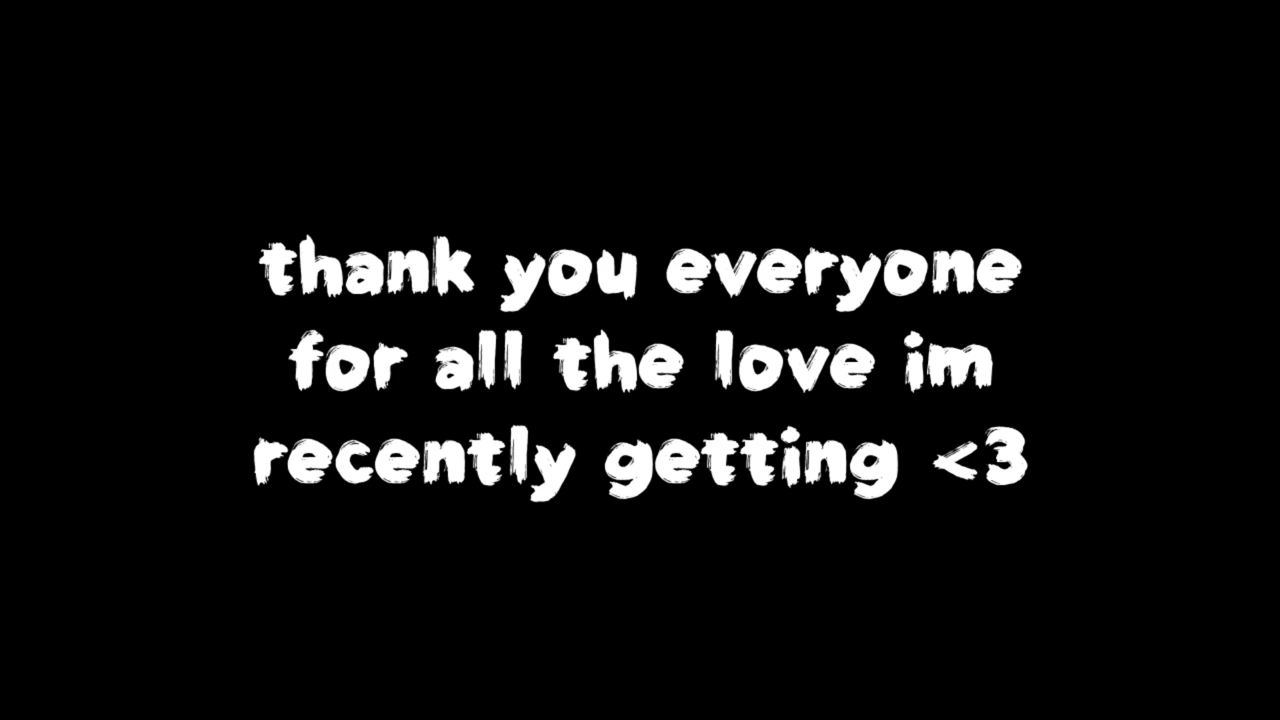 thank you everyone
for all the love im
recently getting <3